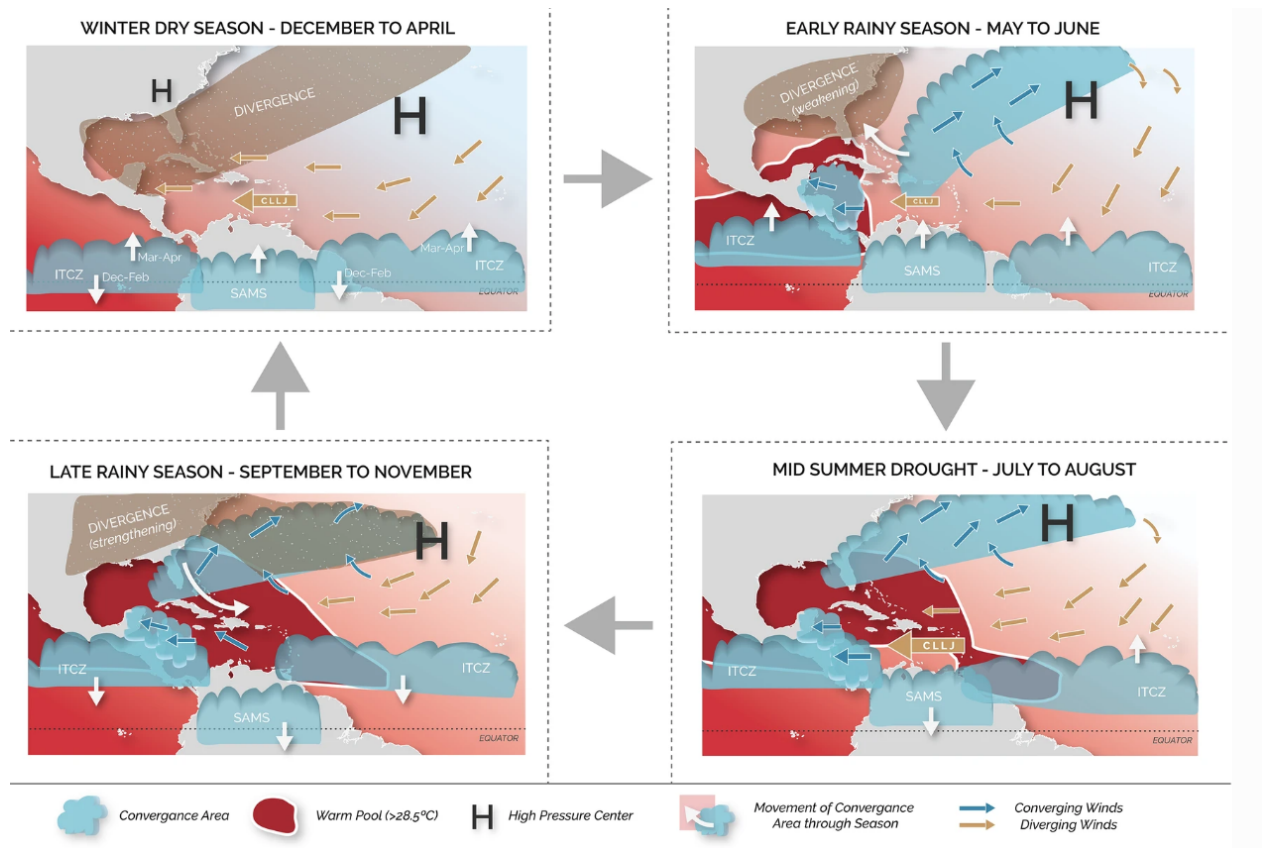 WINTER DRY SEASON - DECEMBER TO APRIL
H
DIVERGENCE
H
CLLJ
Mar-Apr
Mar-Apr
ITCZ
Dec-Feb
Dec-Feb
ITCZ
SAMS
EQUATOR
EARLY RAINY SEASON - MAY TO JUNE
DIVERGENCE
(weakening)
H
CLLJ
ITCZ
SAMS
ITCZ
EQUATOR
LATE RAINY SEASON - SEPTEMBER TO NOVEMBER
DIVERGENCE
(strengthening)
H
ITCZ
ITCZ
SAMS
EQUATOR
MID SUMMER DROUGHT - JULY TO AUGUST
H
CLLJ
ITCZ
SAMS
ITCZ
EQUATOR
Convergance Area
Warm Pool (>28.5ºC)
H
High Pressure Center
Movement of Convergance
Area through Season
Converging Winds
Diverging Winds